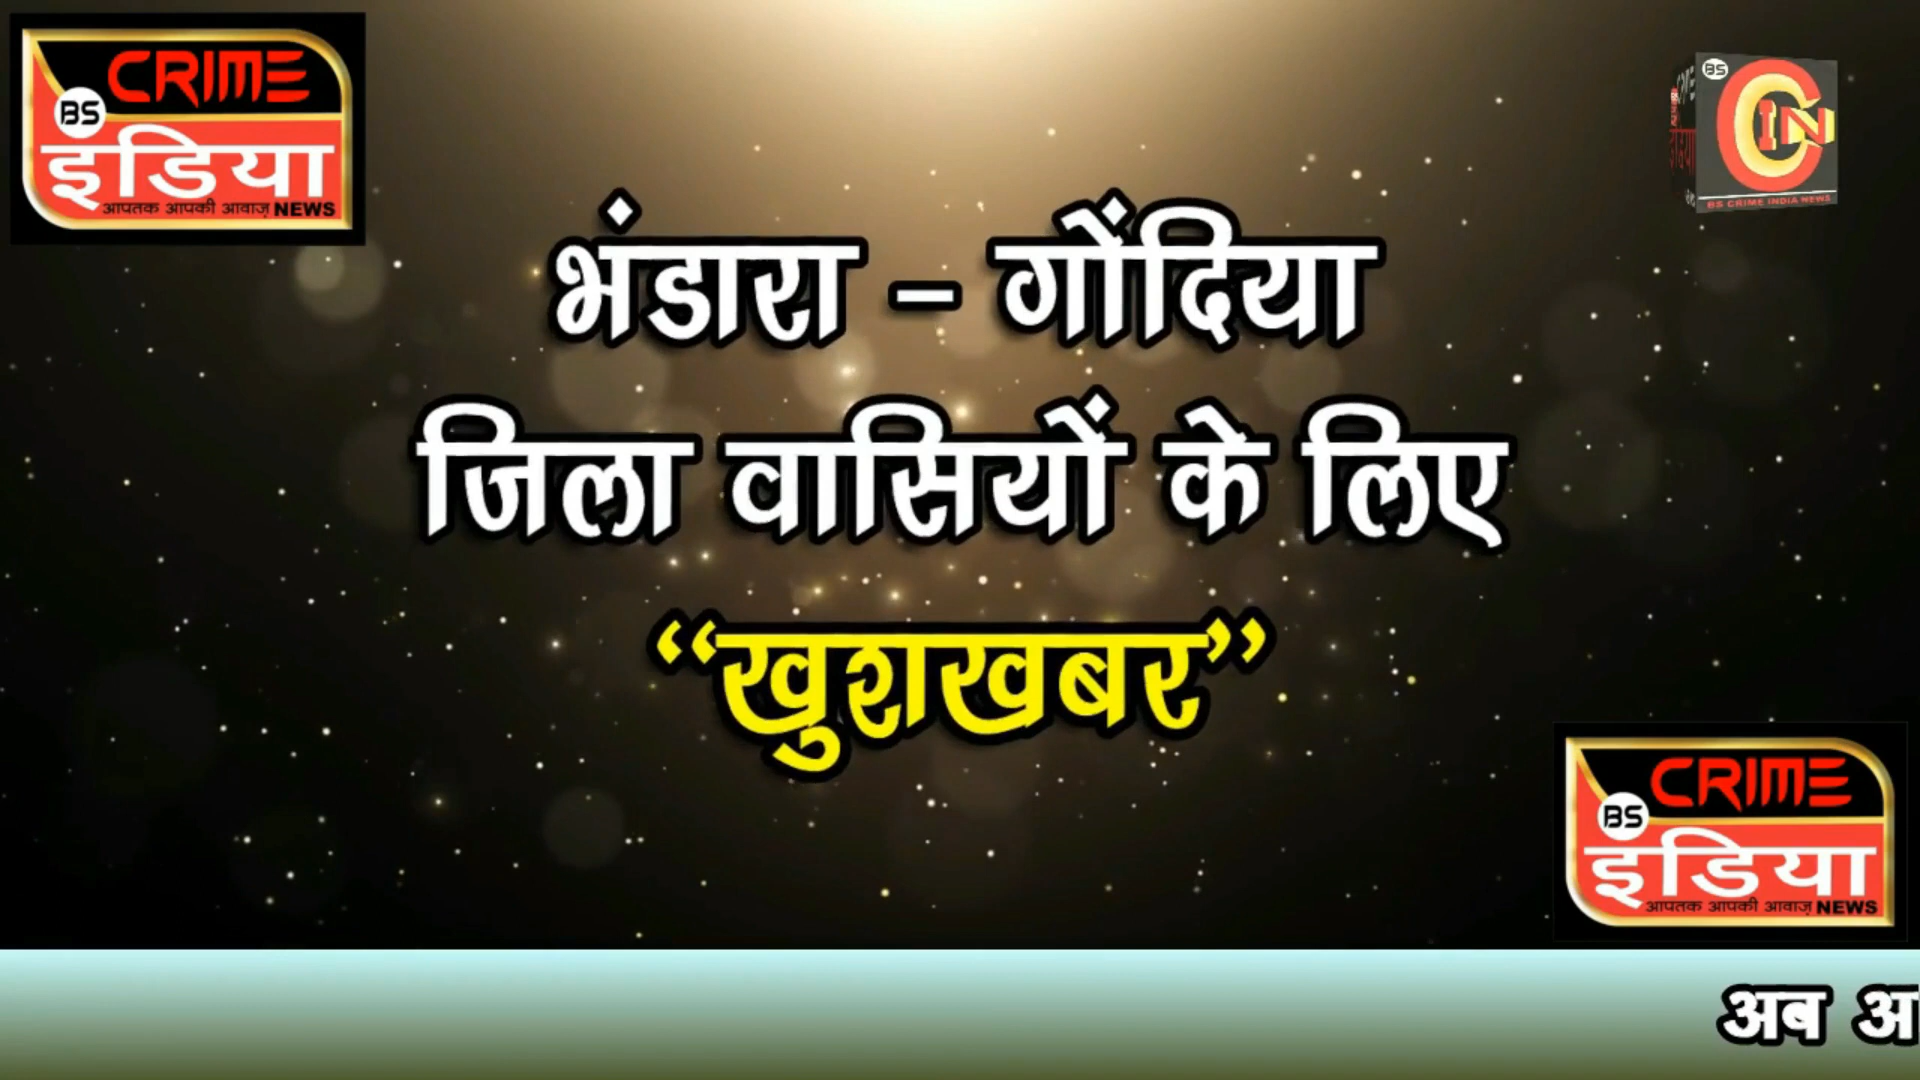 CRIME
BS
इंडिया
आपतक आपकी आवाज़ NEWS
BS
CIN
BS CRIME INDIA NEWS
भंडारा – गोंदिया
जिला वासियों के लिए
“खुशखबर”
CRIME
BS
इंडिया
आपतक आपकी आवाज़ NEWS
अब अ